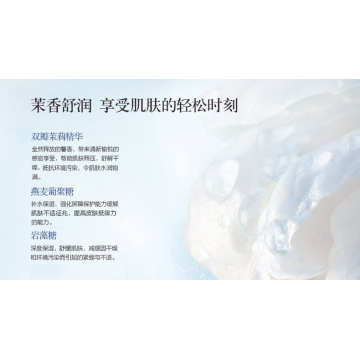 茉香舒润 享受肌肤的轻松时刻
双瓣茉莉精华
全然释放的馨香，带来清新愉悦的
感官享受，帮助肌肤释压、舒解干
燥，抵抗环境污染，令肌肤水润饱
满。
燕麦葡聚糖
补水保湿、强化屏障保护能力缓解
肌肤不适征兆，提高皮肤抵御力
的能力。
岩藻糖
深度保湿，舒缓肌肤，减缓因干燥
和环境污染而引起的紧绷与不适。